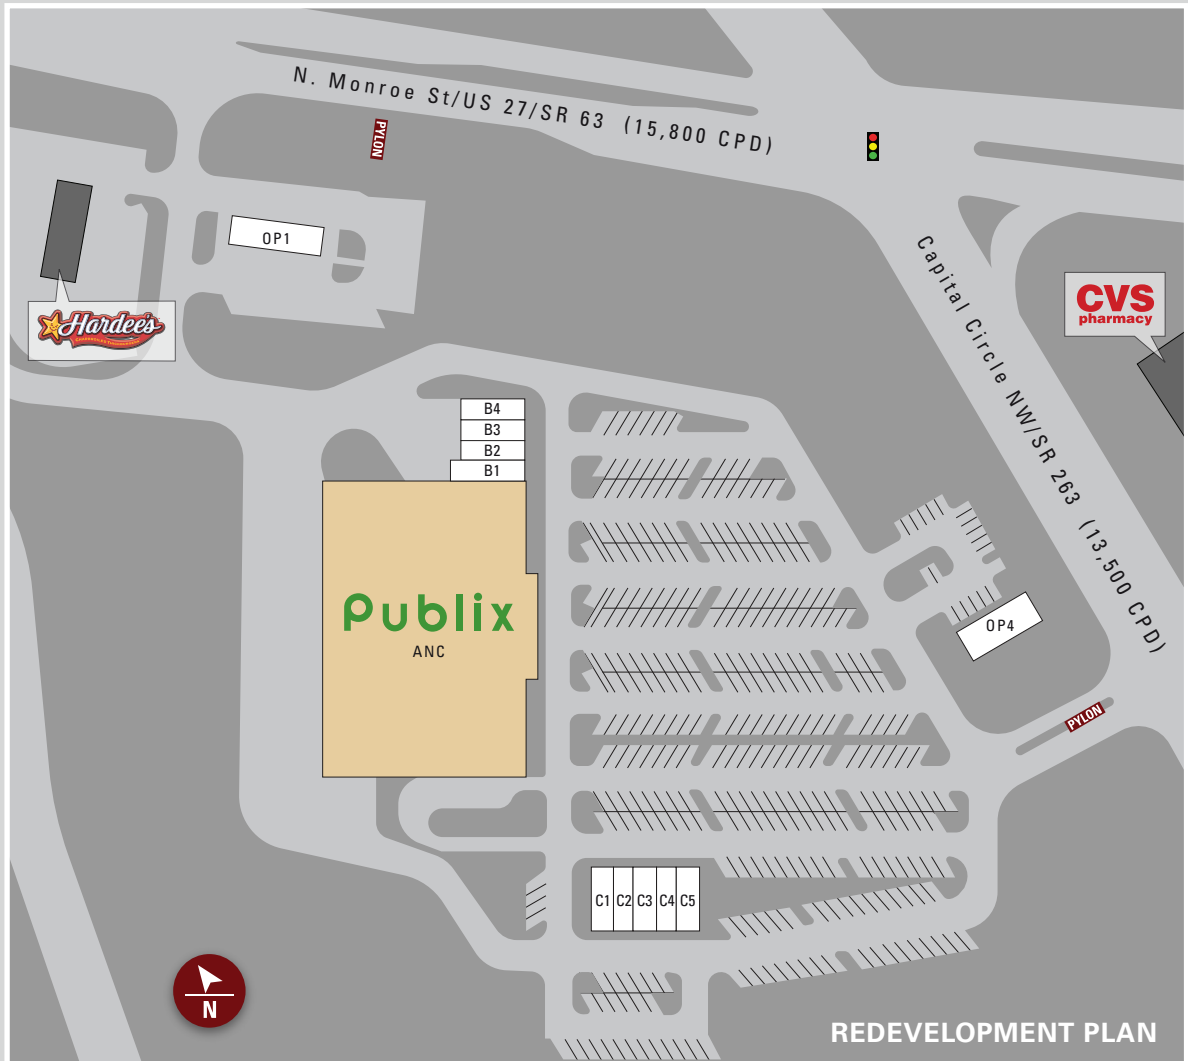 N. Monroe St/US 27/SR 63 (15,800 CPD)
PYLON
OP1
Hardee's
Capital Circle NW/SR 263 (13,500 CPD)
CVS
pharmacy
B4
B3
B2
B1
Publix
ANC
OP4
PYLON
C1 C2 C3 C4 C5
N
REDEVELOPMENT PLAN